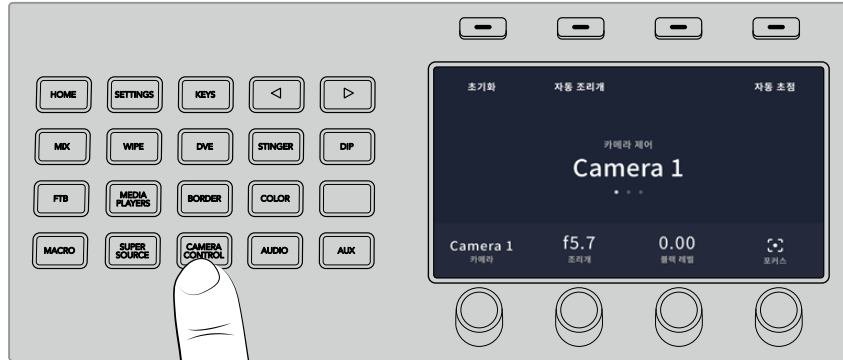 HOME SETTINGS KEYS
MIX WIPE DVE STINGER DIP
FTB MEDIA PLAYERS BORDER COLOR
MACRO SUPER SOURCE CAMERA CONTROL AUDIO AUX
초기화 자동 조리개 자동 초점
카메라 제어
Camera 1
Camera 1 f5.7 0.00
카메라 조리개 블랙 레벨 포커스